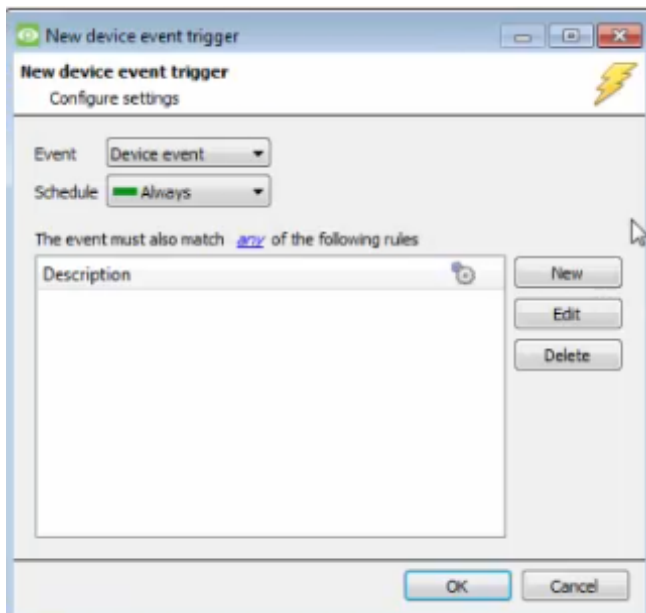 New device event trigger
New device event trigger
Configure settings
Event Device event
Schedule Always
The event must also match any of the following rules
Description
New
Edit
Delete
OK Cancel